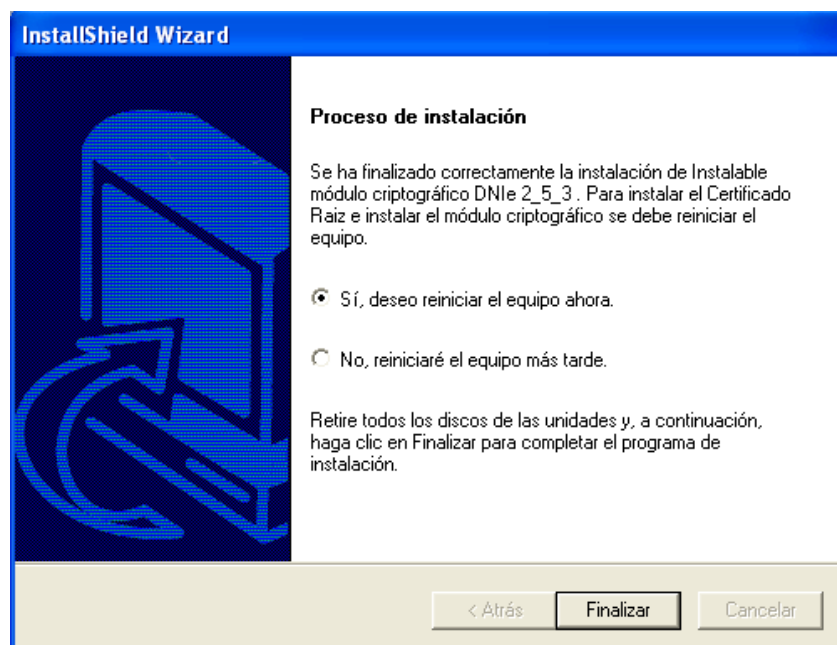 InstallShield Wizard
Proceso de instalación
Se ha finalizado correctamente la instalación de Instalable
módulo criptográfico DNIe 2_5_3 . Para instalar el Certificado
Raiz e instalar el módulo criptográfico se debe reiniciar el
equipo.
Sí, deseo reiniciar el equipo ahora.
No, reiniciaré el equipo más tarde.
Retire todos los discos de las unidades y, a continuación,
haga clic en Finalizar para completar el programa de
instalación.
< Atrás Finalizar Cancelar